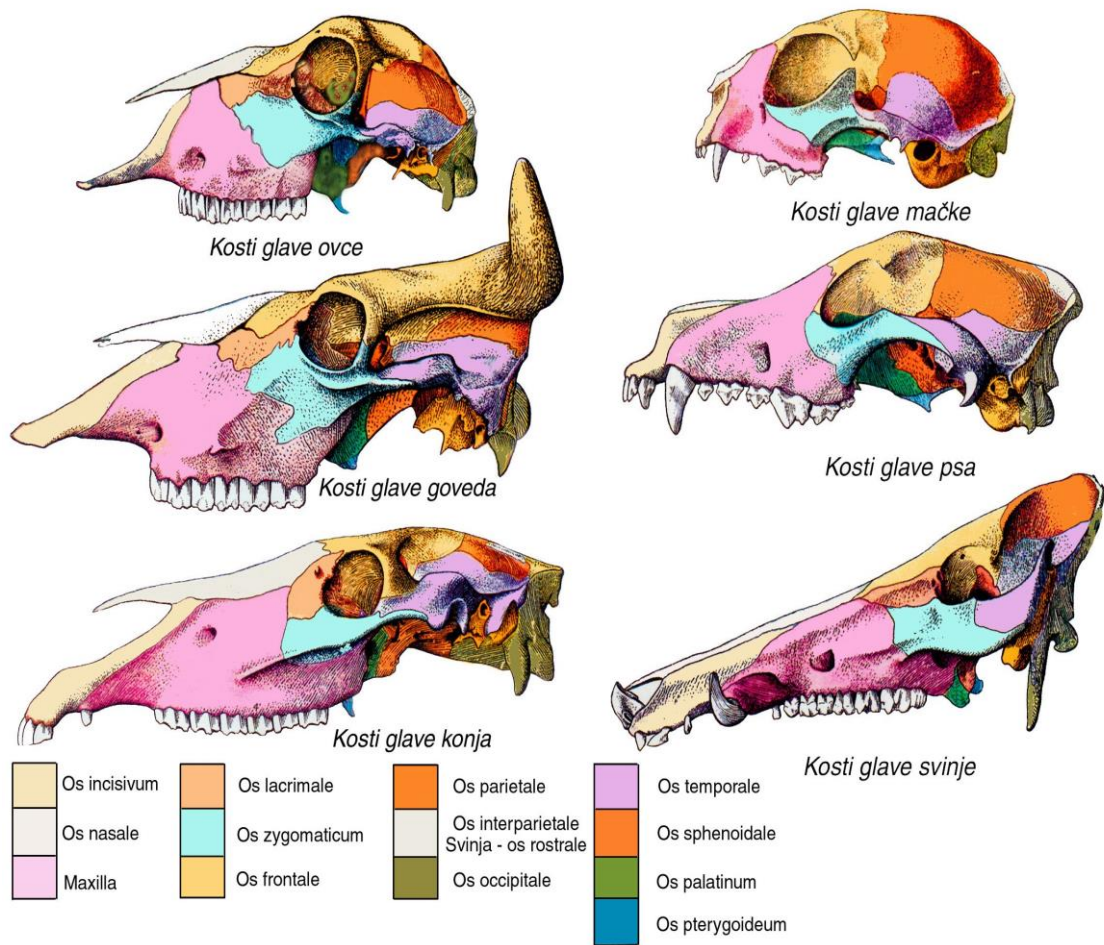 Kosti glave ovce
Kosti glave mačke
Kosti glave goveda
Kosti glave psa
Kosti glave konja
Kosti glave svinje
Os incisivum
Os nasale
Maxilla
Os lacrimale
Os zygomaticum
Os frontale
Os parietale
Os interparietale
Svinja - os rostrale
Os occipitale
Os temporale
Os sphenoidale
Os palatinum
Os pterygoideum